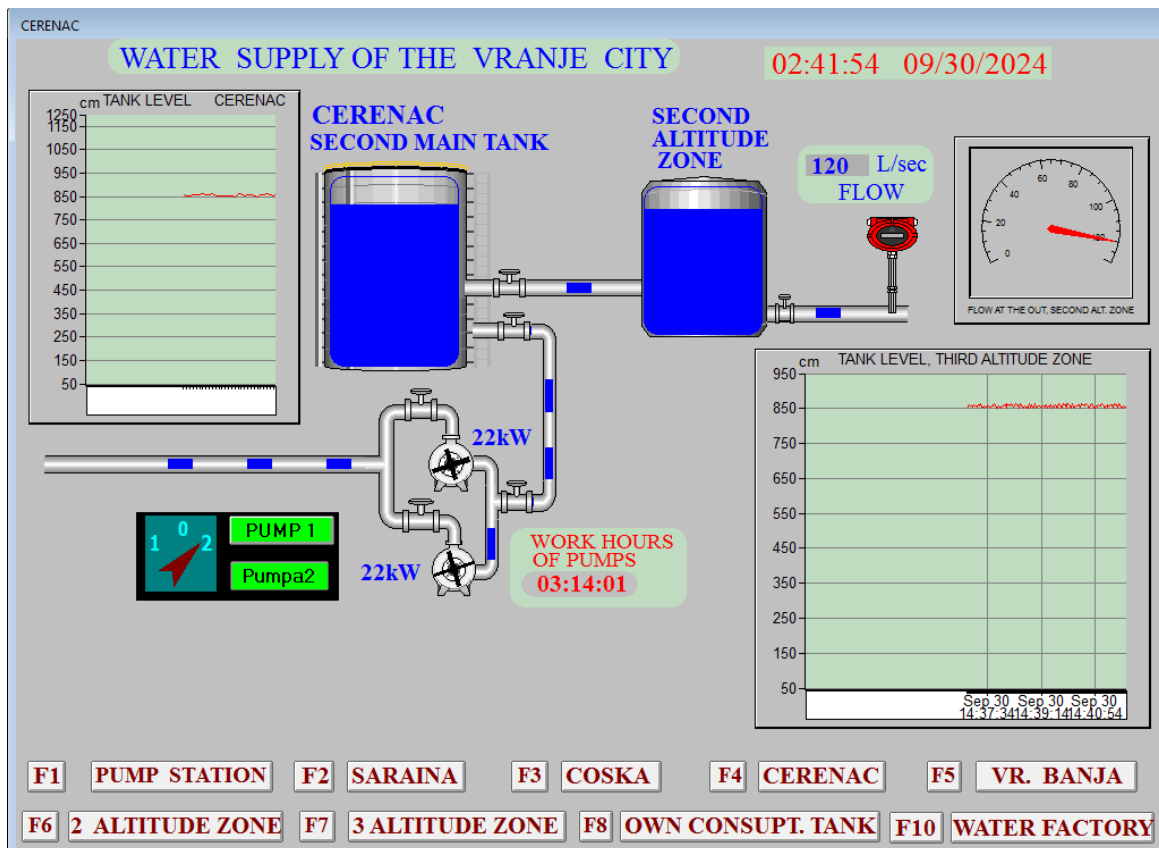 CERENAC
WATER SUPPLY OF THE VRANJE CITY
02:41:54 09/30/2024
cm TANK LEVEL CERENAC
1250
1150
1050
950
850
750
650
550
450
350
250
150
50
CERENAC
SECOND MAIN TANK
SECOND
ALTITUDE
ZONE
120 L/sec
FLOW
0
20
40
60
80
100
FLOW AT THE OUT, SECOND ALT. ZONE
22kW
22kW
1 0 2
PUMP 1
Pumpa2
WORK HOURS
OF PUMPS
03:14:01
cm TANK LEVEL, THIRD ALTITUDE ZONE
950
850
750
650
550
450
350
250
150
50
Sep 30 Sep 30 Sep 30
14:37:34 14:39:14 14:40:54
F1 PUMP STATION F2 SARAINA F3 COSKA F4 CERENAC F5 VR. BANJA
F6 2 ALTITUDE ZONE F7 3 ALTITUDE ZONE F8 OWN CONSUPT. TANK F10 WATER FACTORY